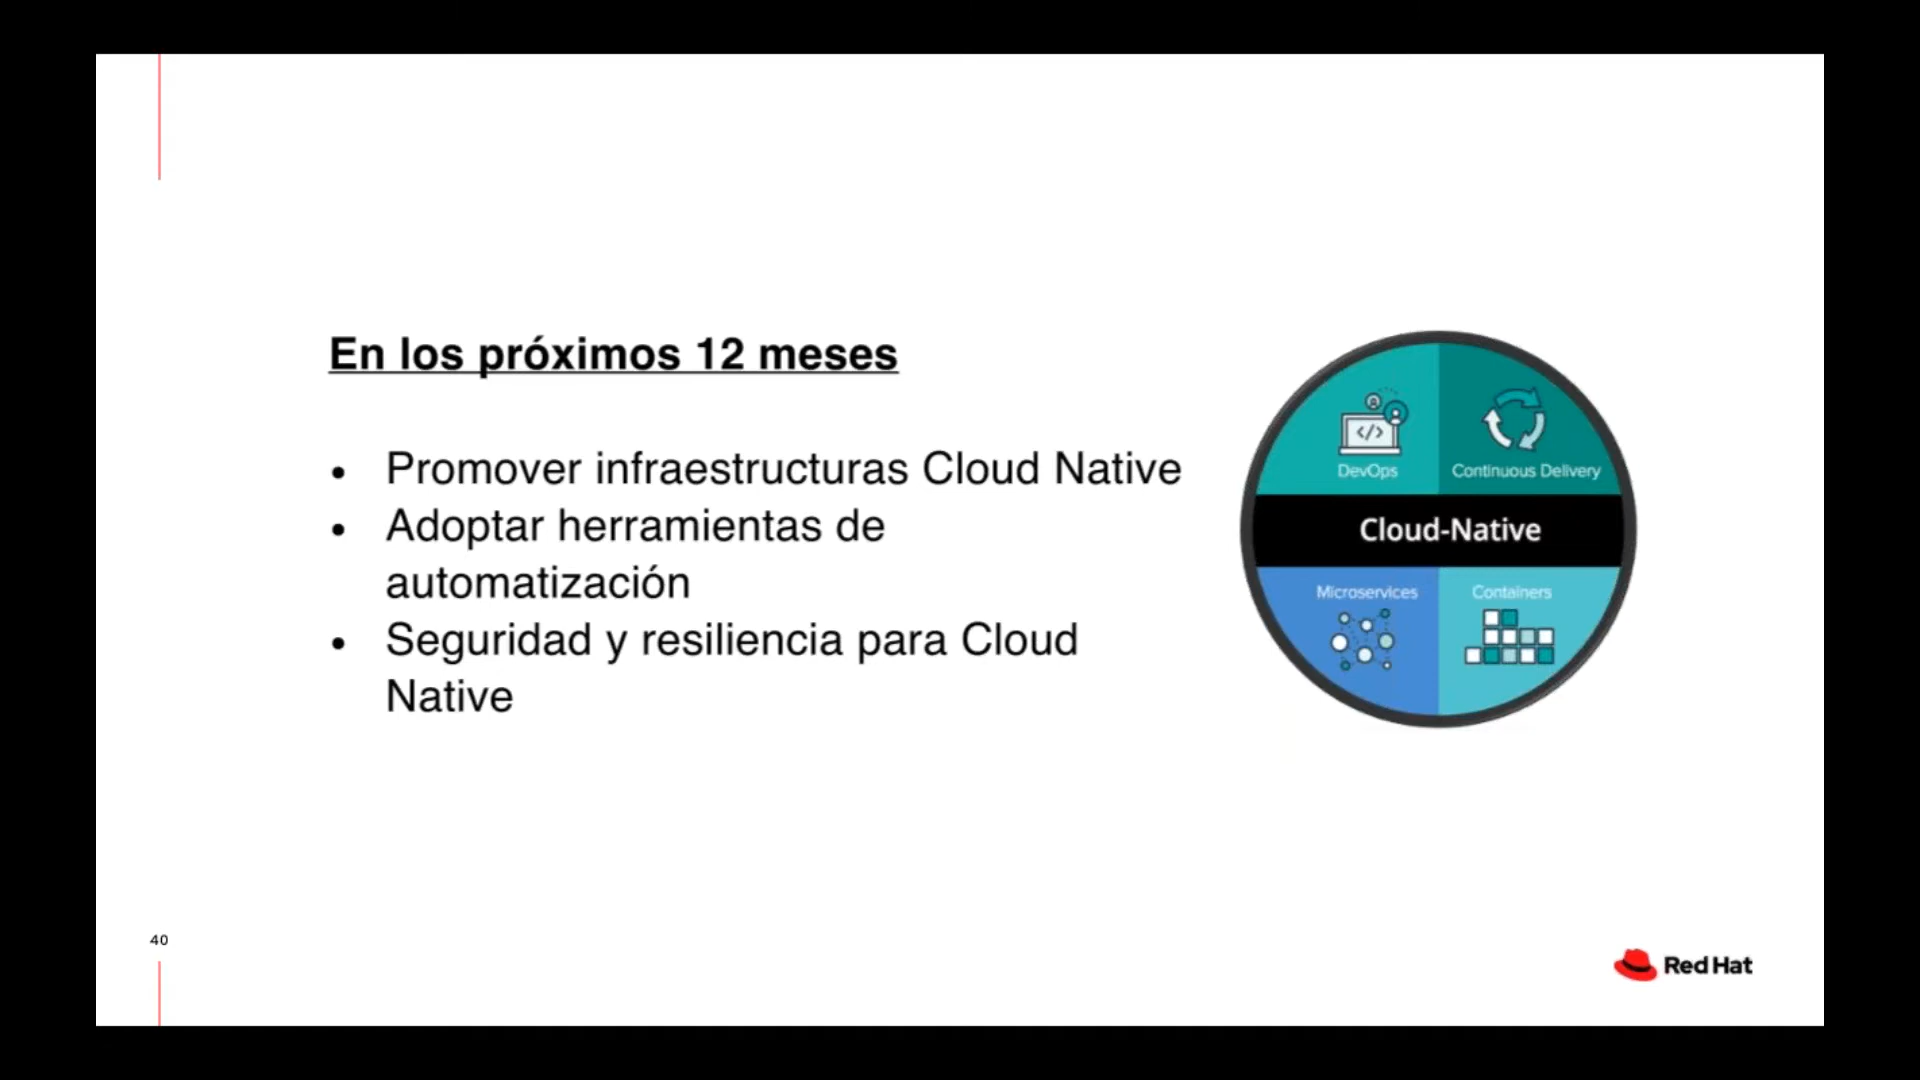 En los próximos 12 meses
• Promover infraestructuras Cloud Native
• Adoptar herramientas de
automatización
• Seguridad y resiliencia para Cloud
Native
DevOps
Continuous Delivery
Cloud-Native
Microservices
Containers
40
Red Hat